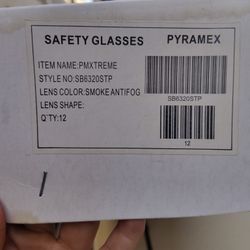 SAFETY GLASSES PYRAMEX
ITEM NAME:PMXTREME
STYLE NO:SB6320STP
LENS COLOR:SMOKE ANTIFOG
LENS SHAPE:
Q'TY:12
SB6320STP
12